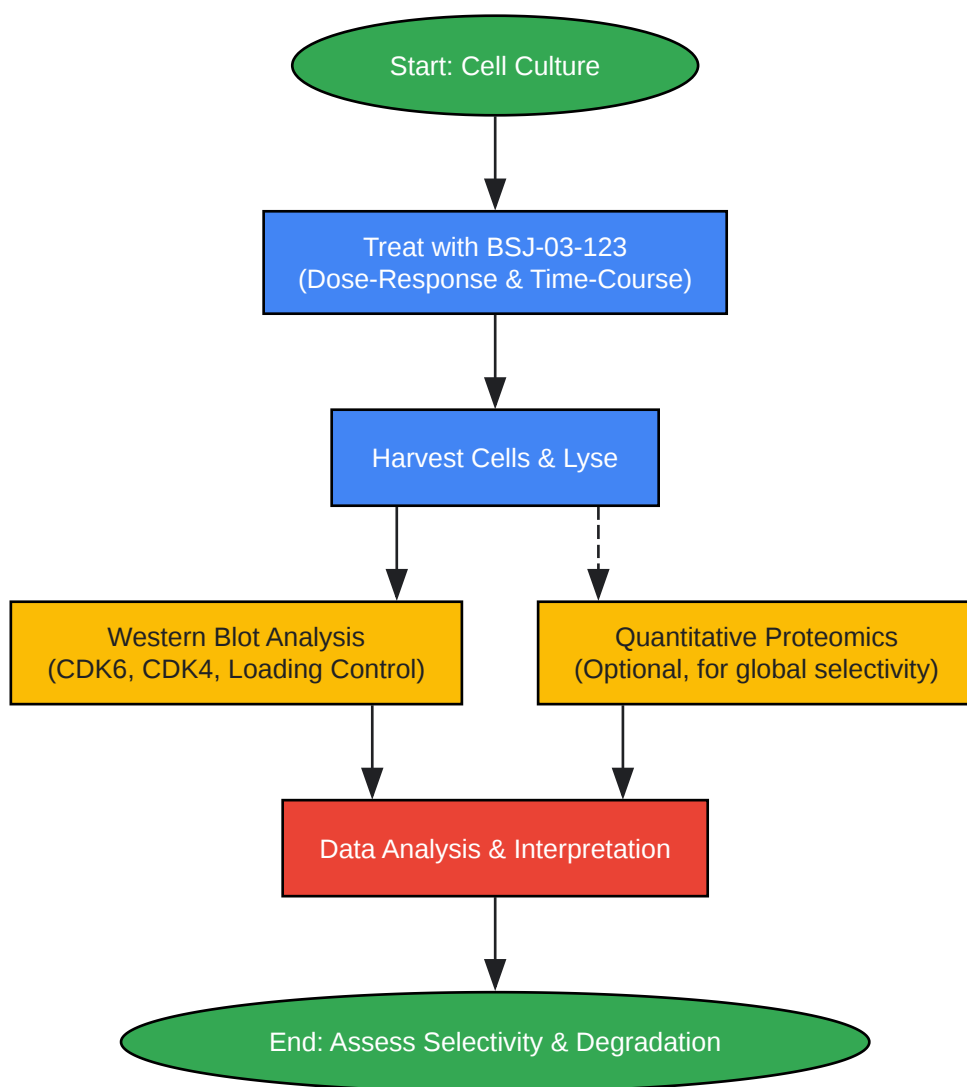 Start: Cell Culture
Treat with BSJ-03-123
(Dose-Response & Time-Course)
Harvest Cells & Lyse
Western Blot Analysis
(CDK6, CDK4, Loading Control)
Quantitative Proteomics
(Optional, for global selectivity)
Data Analysis & Interpretation
End: Assess Selectivity & Degradation